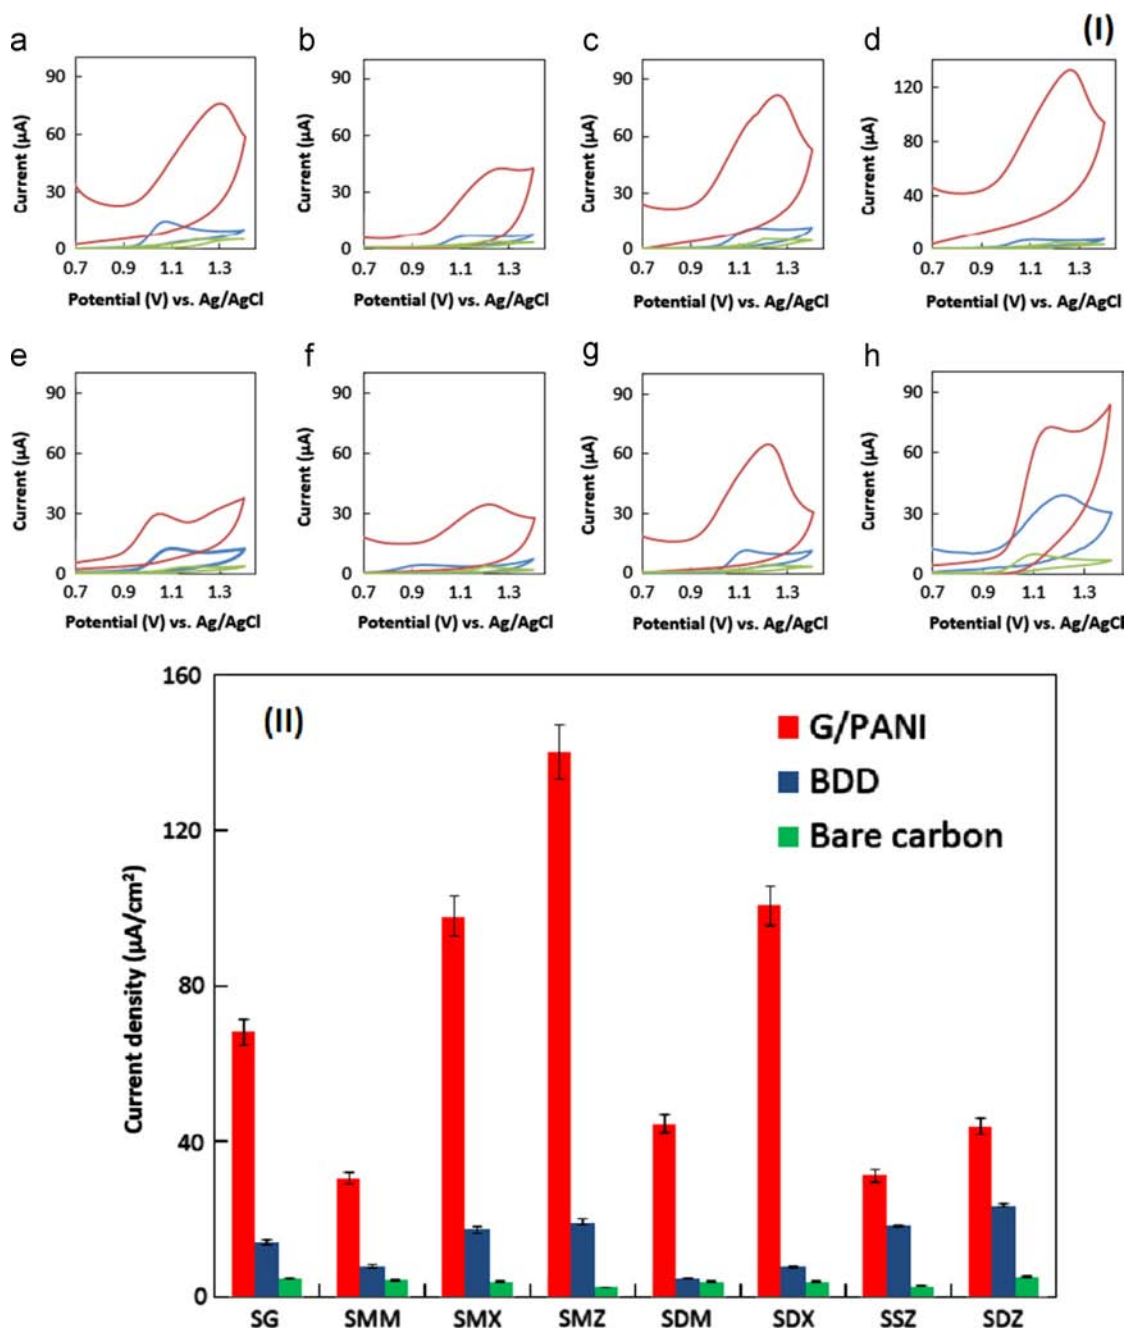 a b c d (I)
90
60
30
0
Current (µA)
0.7 0.9 1.1 1.3
Potential (V) vs. Ag/AgCl
90
60
30
0
Current (µA)
0.7 0.9 1.1 1.3
Potential (V) vs. Ag/AgCl
90
60
30
0
Current (µA)
0.7 0.9 1.1 1.3
Potential (V) vs. Ag/AgCl
120
80
40
0
Current (µA)
0.7 0.9 1.1 1.3
Potential (V) vs. Ag/AgCl
e f g h
90
60
30
0
Current (µA)
0.7 0.9 1.1 1.3
Potential (V) vs. Ag/AgCl
90
60
30
0
Current (µA)
0.7 0.9 1.1 1.3
Potential (V) vs. Ag/AgCl
90
60
30
0
Current (µA)
0.7 0.9 1.1 1.3
Potential (V) vs. Ag/AgCl
90
60
30
0
Current (µA)
0.7 0.9 1.1 1.3
Potential (V) vs. Ag/AgCl
(II)
160
120
80
40
0
Current density (µA/cm²)
G/PANI
BDD
Bare carbon
SG SMM SMX SMZ SDM SDX SSZ SDZ